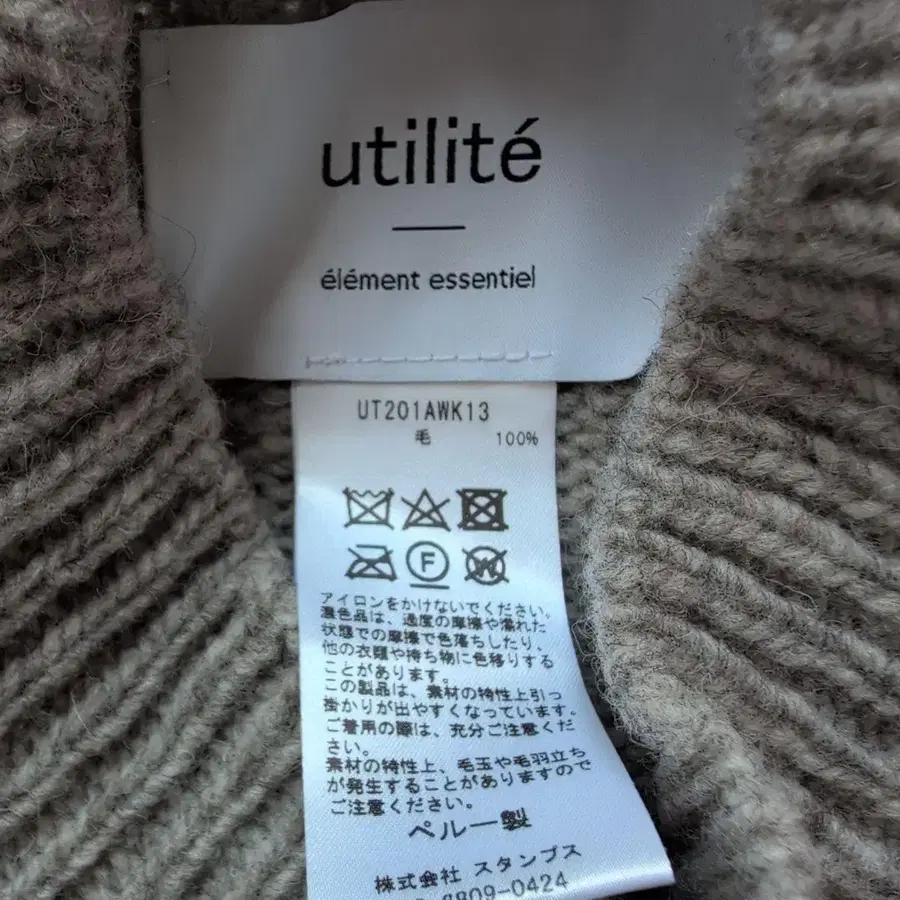 utilité
élément essentiel
UT201AWK13
毛 100%
F
W
アイロンをかけないでください。
濃色品は、過度の摩擦や濡れた
状態での摩擦で色落ちしたり、
他の衣類や持ち物に色移りする
ことがあります。
この製品は、素材の特性上引っ
掛かりが出やすくなっています。
ご着用の際は、充分ご注意くだ
さい。
素材の特性上、毛玉や毛羽立ち
が発生することがありますので
ご注意ください。
ペルー製
株式会社 スタンプス
6809-0424